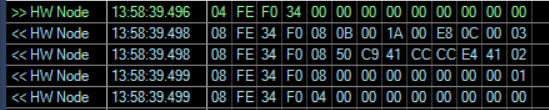 >> HW Node 13:58:39.496 04 FE F0 34 00 00 00 00 00 00 00 00 00
<< HW Node 13:58:39.498 08 FE 34 F0 08 0B 00 1A 00 E8 0C 00 03
<< HW Node 13:58:39.498 08 FE 34 F0 08 50 C9 41 CC CC E4 41 02
<< HW Node 13:58:39.499 08 FE 34 F0 08 00 00 00 00 00 00 00 01
<< HW Node 13:58:39.499 08 FE 34 F0 04 00 00 00 00 00 00 00 00